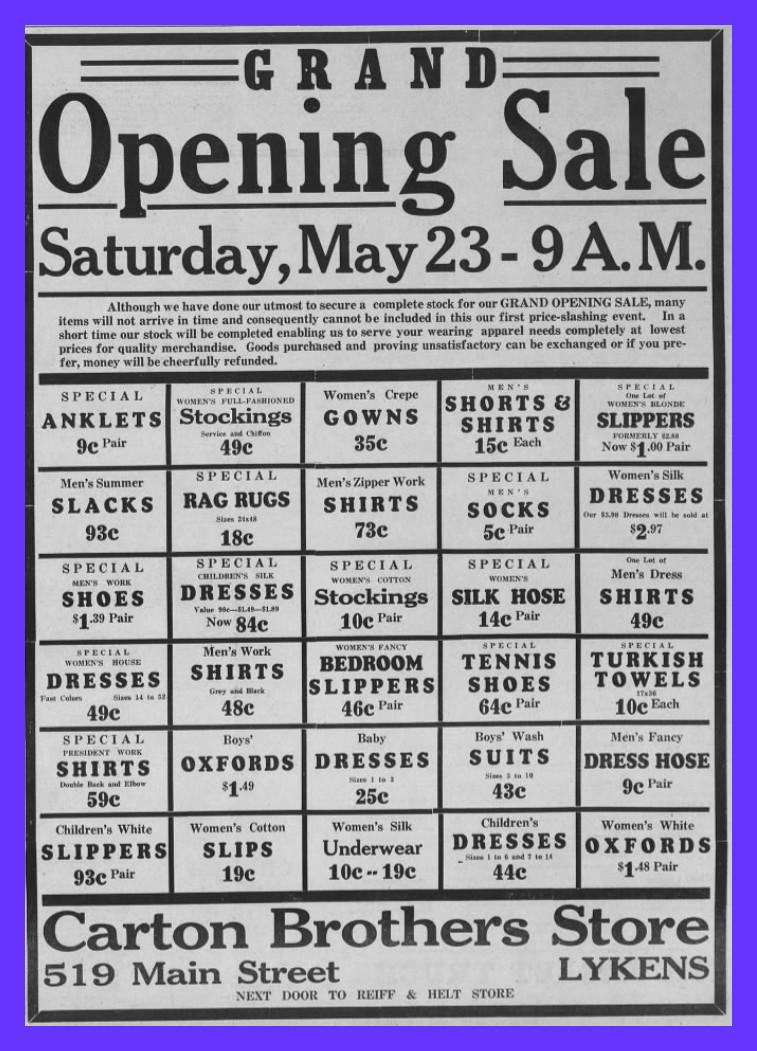 GRAND
Opening Sale
Saturday, May 23 - 9 A.M.
Although we have done our utmost to secure a complete stock for our GRAND OPENING SALE, many
items will not arrive in time and consequently cannot be included in this our first price-slashing event. In a
short time our stock will be completed enabling us to serve your wearing apparel needs completely at lowest
prices for quality merchandise. Goods purchased and proving unsatisfactory can be exchanged or if you pre-
fer, money will be cheerfully refunded.
SPECIAL
ANKLETS
9c Pair
SPECIAL
WOMEN'S FULL-FASHIONED
Stockings
Service and Chiffon
49c
Women's Crepe
GOWNS
35c
MEN'S
SHORTS &
SHIRTS
15c Each
SPECIAL
One Lot of
WOMEN'S BLONDE
SLIPPERS
FORMERLY $2.88
Now $1.00 Pair
Men's Summer
SLACKS
93c
SPECIAL
RAG RUGS
Sizes 24x48
18c
Men's Zipper Work
SHIRTS
73c
SPECIAL
MEN'S
SOCKS
5c Pair
Women's Silk
DRESSES
Our $3.98 Dresses will be sold at
$2.97
SPECIAL
MEN'S WORK
SHOES
$1.39 Pair
SPECIAL
CHILDREN'S SILK
DRESSES
Value 98c—$1.49—$1.89
Now 84c
SPECIAL
WOMEN'S COTTON
Stockings
10c Pair
SPECIAL
WOMEN'S
SILK HOSE
14c Pair
One Lot of
Men's Dress
SHIRTS
49c
SPECIAL
WOMEN'S HOUSE
DRESSES
Fast Colors Sizes 14 to 52
49c
Men's Work
SHIRTS
Grey and Black
48c
WOMEN'S FANCY
BEDROOM
SLIPPERS
46c Pair
SPECIAL
TENNIS
SHOES
64c Pair
SPECIAL
TURKISH
TOWELS
17x36
10c Each
SPECIAL
PRESIDENT WORK
SHIRTS
Double Back and Elbow
59c
Boys'
OXFORDS
$1.49
Baby
DRESSES
Sizes 1 to 3
25c
Boys' Wash
SUITS
Sizes 3 to 10
43c
Men's Fancy
DRESS HOSE
9c Pair
Children's White
SLIPPERS
93c Pair
Women's Cotton
SLIPS
19c
Women's Silk
Underwear
10c -- 19c
Children's
DRESSES
Sizes 1 to 6 and 7 to 14
44c
Women's White
OXFORDS
$1.48 Pair
Carton Brothers Store
519 Main Street LYKENS
NEXT DOOR TO REIFF & HELT STORE